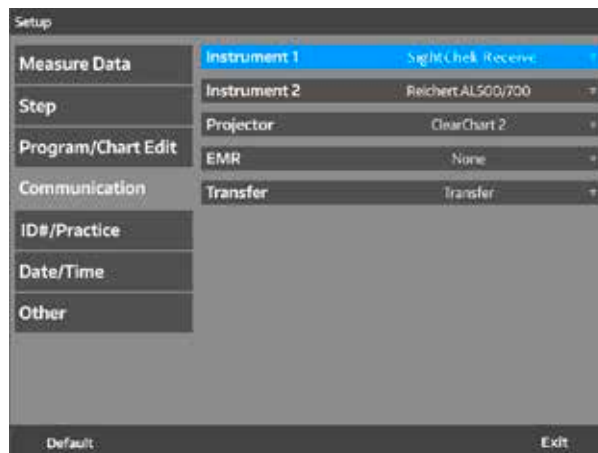 Setup
Measure Data
Step
Program/Chart Edit
Communication
ID#/Practice
Date/Time
Other
Instrument 1 SightChek Receive
Instrument 2 Reichert AL500/700
Projector ClearChart 2
EMR None
Transfer Transfer
Default Exit